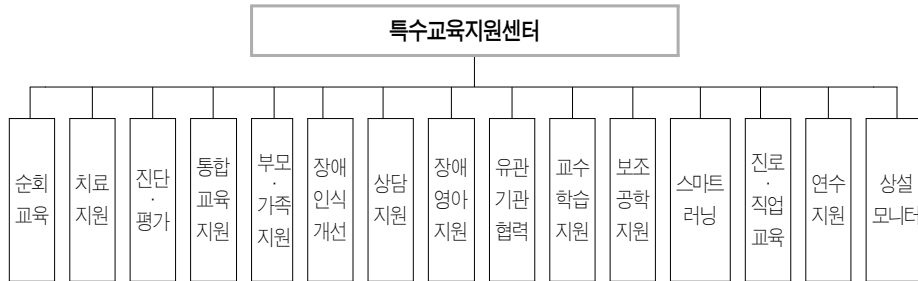 특수교육지원센터
순회
교육
치료
지원
진단
·
평가
통합
교육
지원
부모
·
가족
지원
장애
인식
개선
상담
지원
장애
영아
지원
유관
기관
협력
교수
학습
지원
보조
공학
지원
스마트
러닝
진로
·
직업
교육
연수
지원
상설
모니터